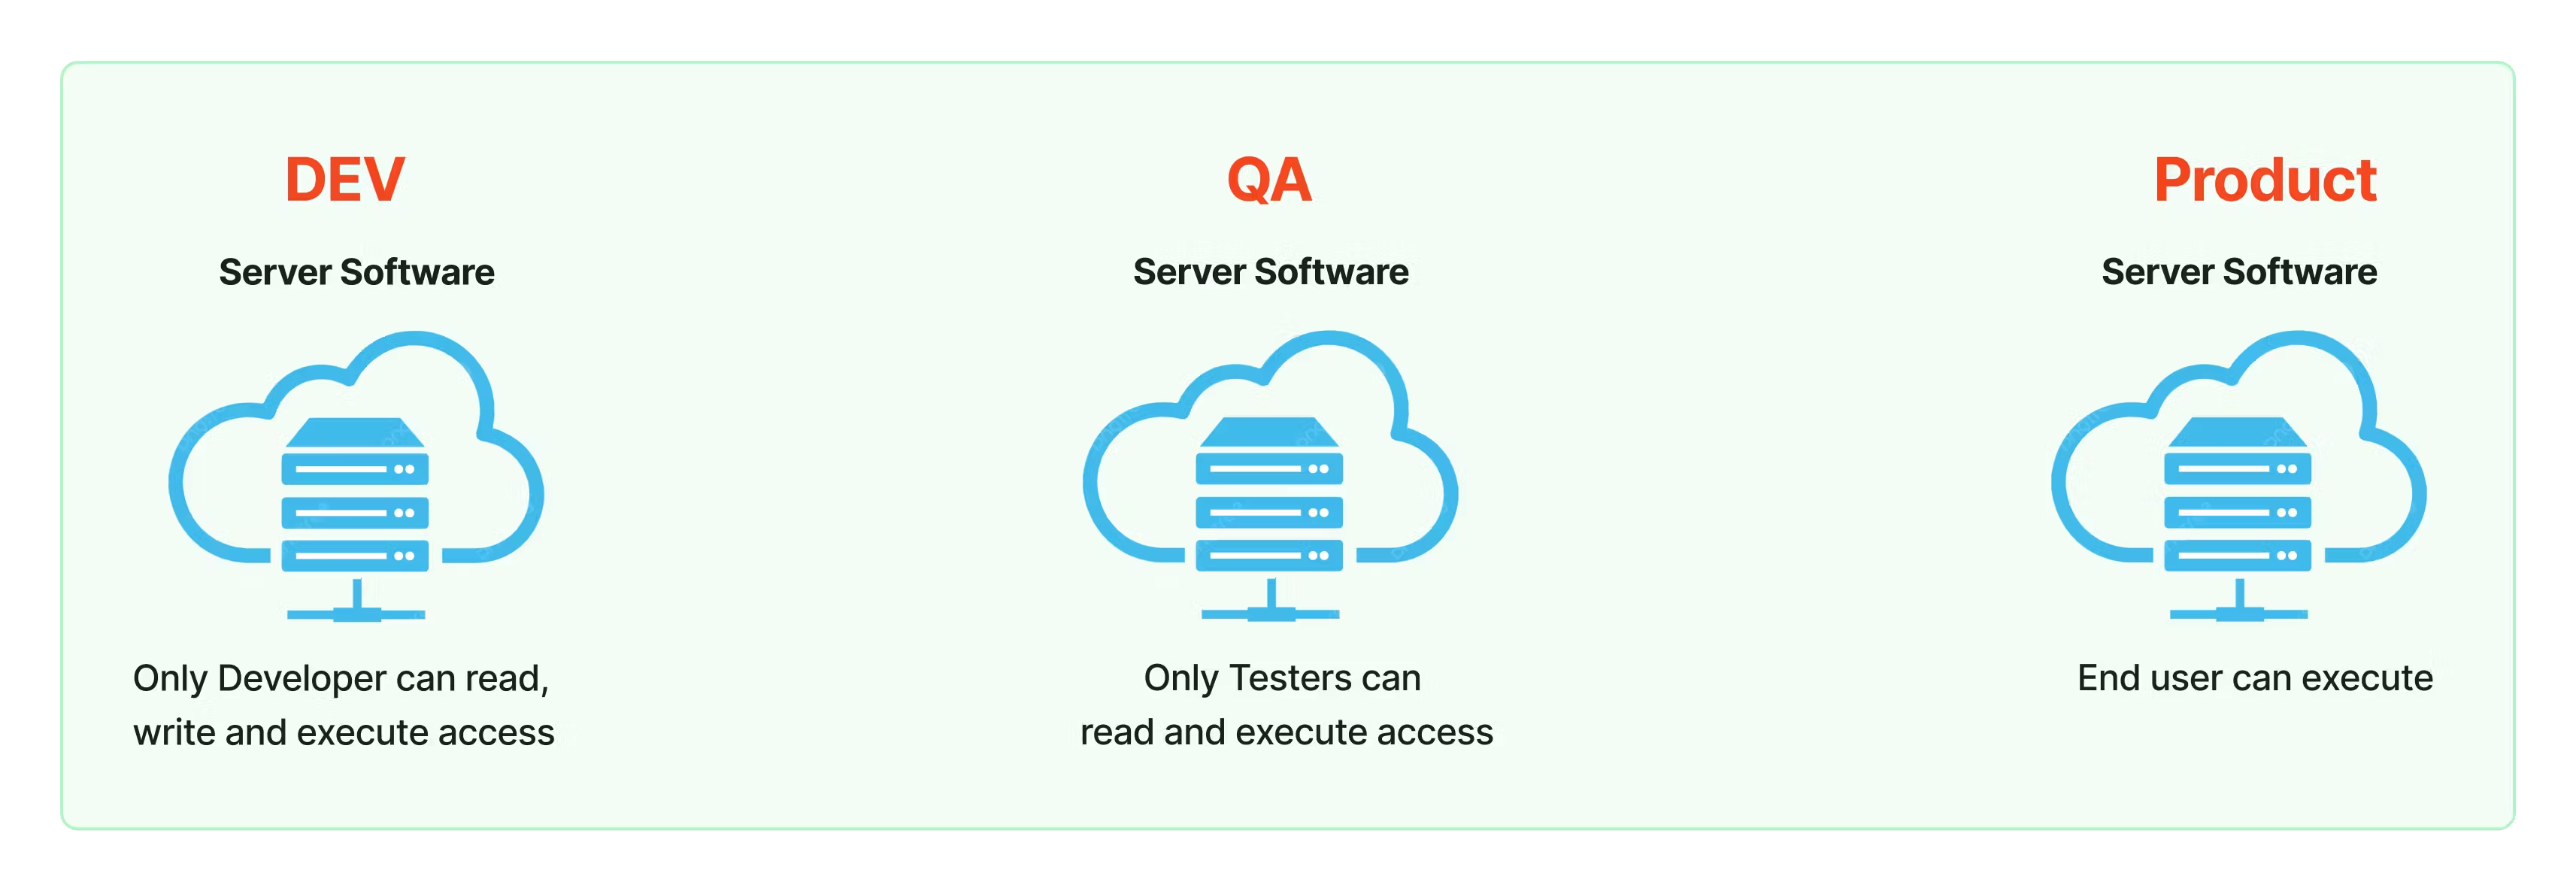 DEV
Server Software
Only Developer can read,
write and execute access
QA
Server Software
Only Testers can
read and execute access
Product
Server Software
End user can execute